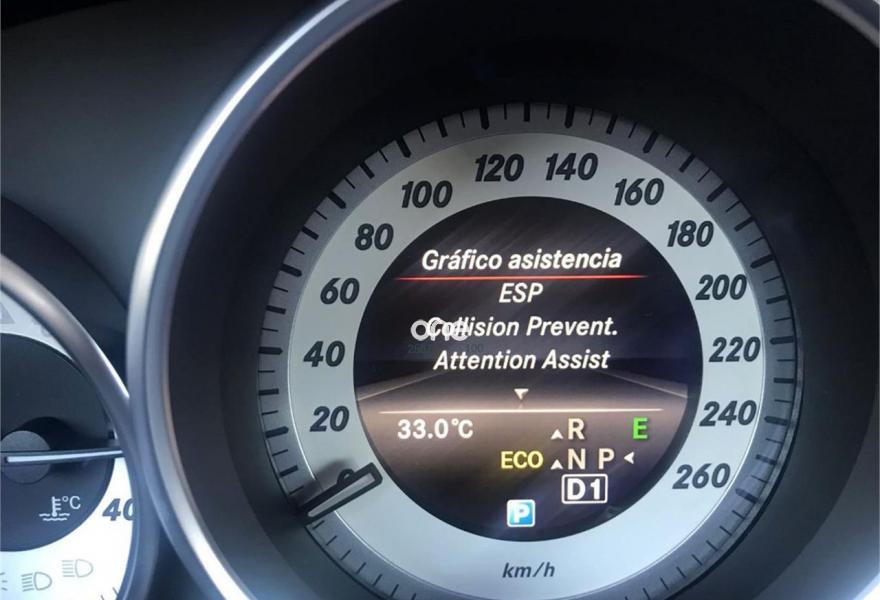 20
40
60
80
100
120
140
160
180
200
220
240
260
km/h
Gráfico asistencia
ESP
Collision Prevent.
Attention Assist
33.0°C
R
E
ECO
N P
D1
P
°C
40
one